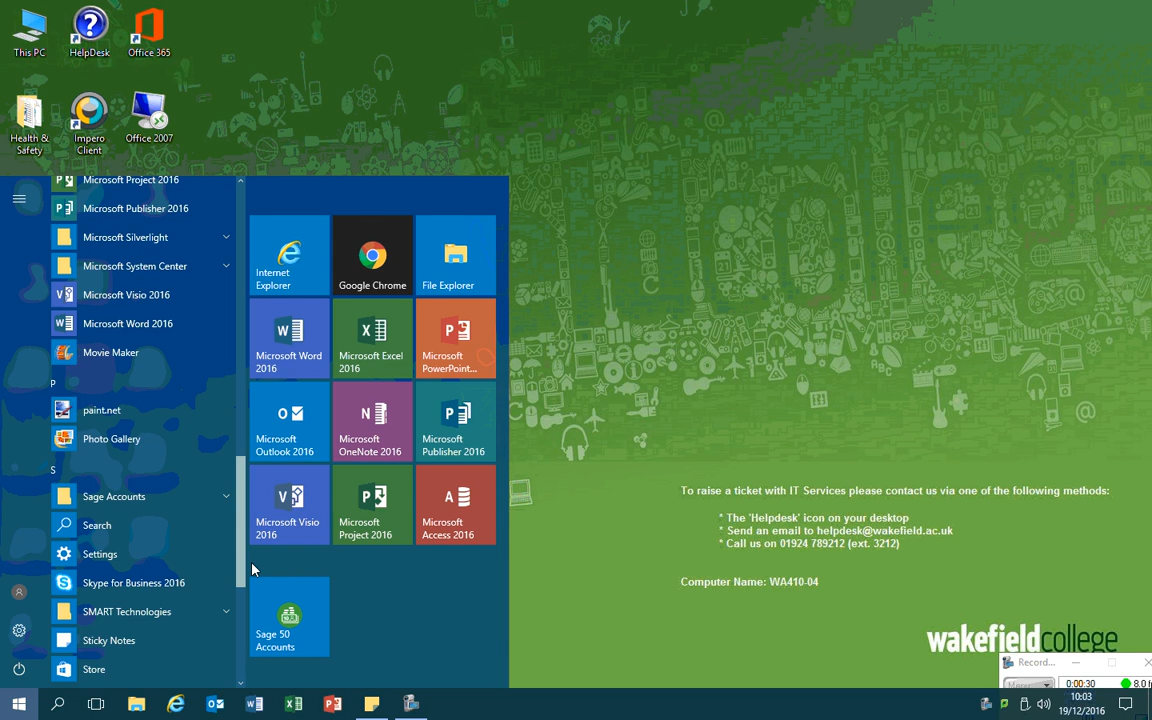 This PC
HelpDesk
Office 365
Health &
Safety
Impero
Client
Office 2007
Microsoft Project 2016
Microsoft Publisher 2016
Microsoft Silverlight
Microsoft System Center
Microsoft Visio 2016
Microsoft Word 2016
Movie Maker
P
paint.net
Photo Gallery
S
Sage Accounts
Search
Settings
Skype for Business 2016
SMART Technologies
Sticky Notes
Store
Internet
Explorer
Google Chrome
File Explorer
Microsoft Word
2016
Microsoft Excel
2016
Microsoft
PowerPoint...
Microsoft
Outlook 2016
Microsoft
OneNote 2016
Microsoft
Publisher 2016
Microsoft Visio
2016
Microsoft
Project 2016
Microsoft
Access 2016
Sage 50
Accounts
To raise a ticket with IT Services please contact us via one of the following methods:
* The 'Helpdesk' icon on your desktop
* Send an email to helpdesk@wakefield.ac.uk
* Call us on 01924 789212 (ext. 3212)
Computer Name: WA410-04
wakefieldcollege
Record...
Menu
0:00:30
8.0
10:03
19/12/2016